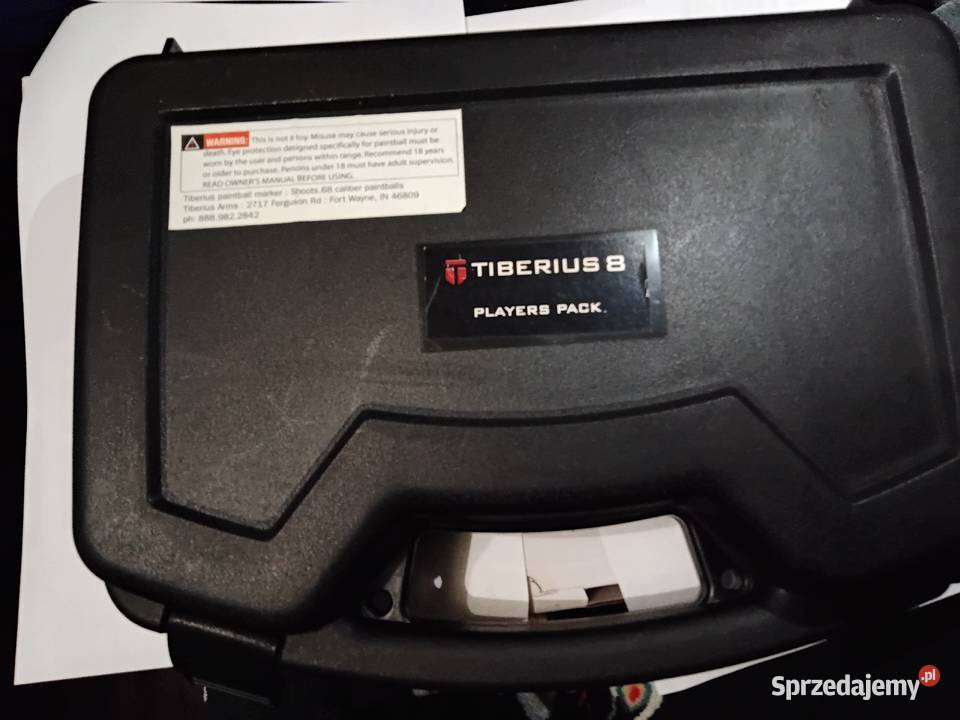 WARNING: This is not a toy. Misuse may cause serious injury or
death. Eye protection designed specifically for paintball must be
worn by the user and persons within range. Recommend 18 years
or older to purchase. Persons under 18 must have adult supervision.
READ OWNER'S MANUAL BEFORE USING.
Tiberius paintball marker : Shoots .68 caliber paintballs
Tiberius Arms : 2717 Ferguson Rd : Fort Wayne, IN 46809
ph: 888.982.2842
TIBERIUS 8
PLAYERS PACK.
Sprzedajemy.pl